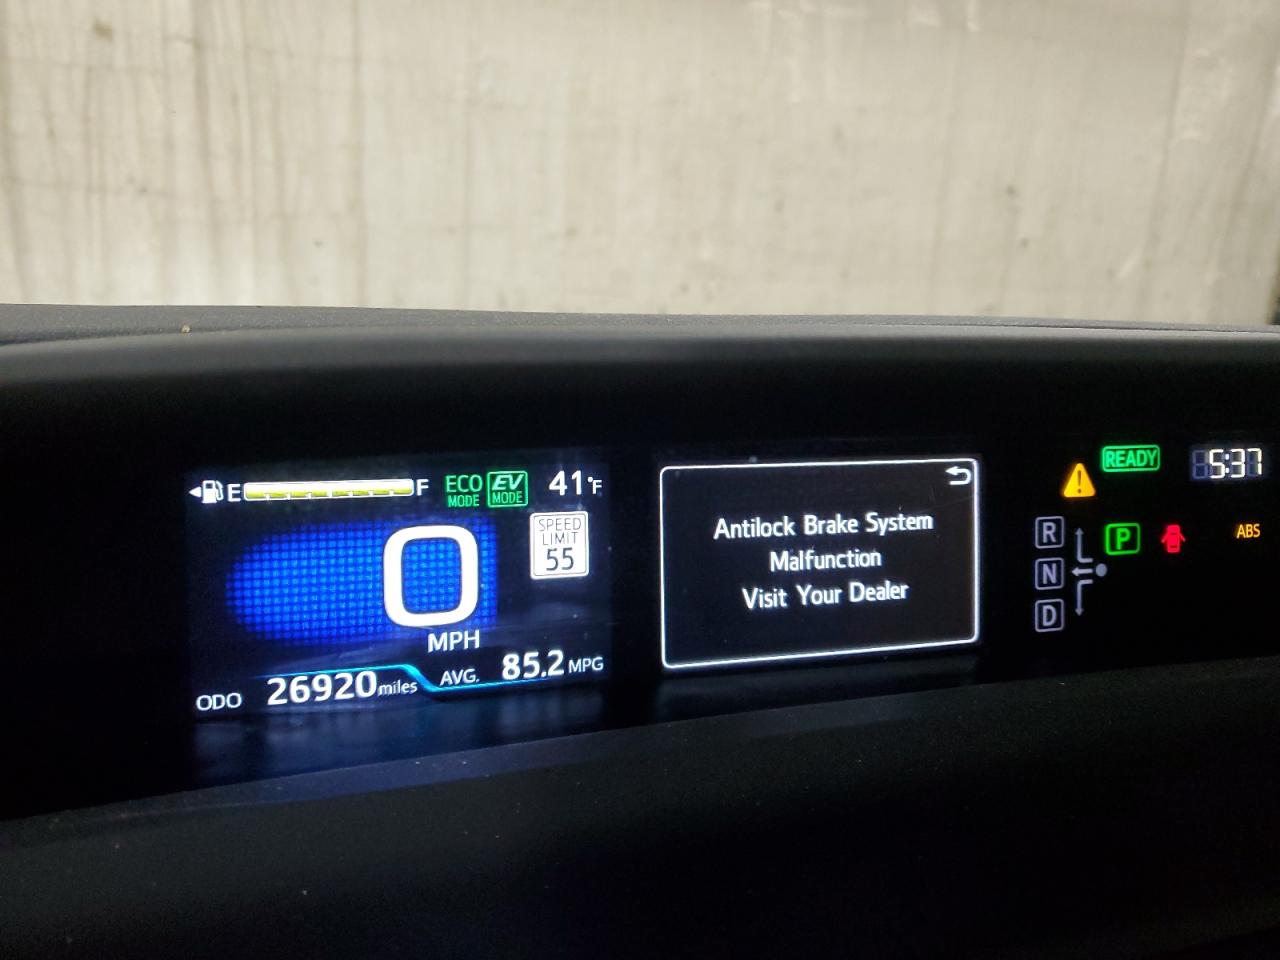 E F ECO MODE EV MODE 41°F
SPEED
LIMIT
55
0
MPH
ODO 26920 miles AVG. 85.2 MPG
Antilock Brake System
Malfunction
Visit Your Dealer
READY
5:37
R
N
D
P
ABS